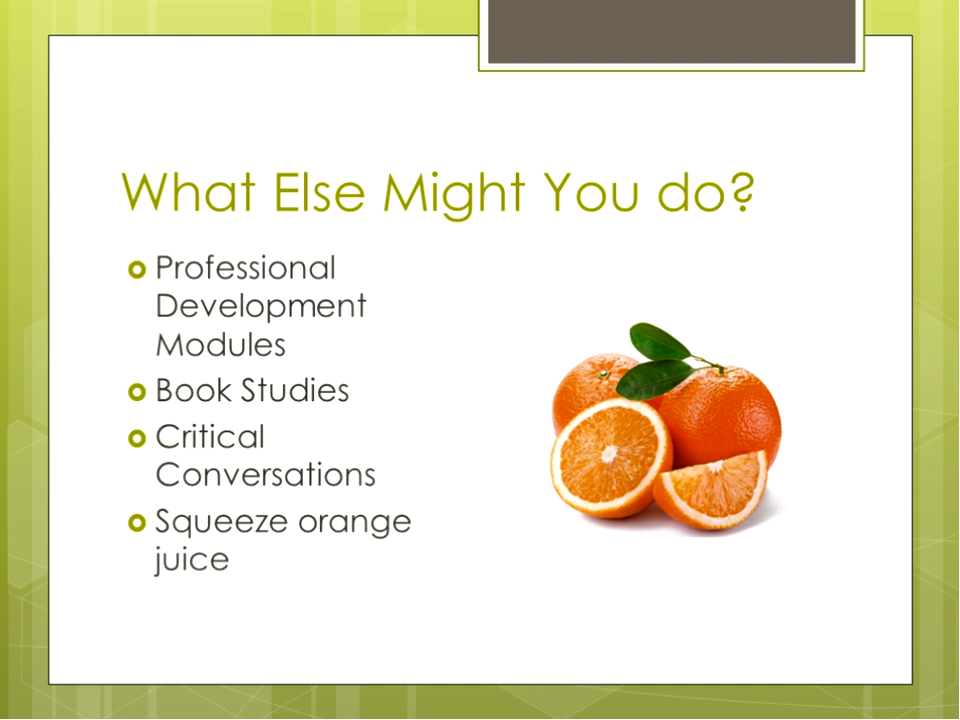 What Else Might You do?
Professional
Development
Modules
Book Studies
Critical
Conversations
Squeeze orange
juice